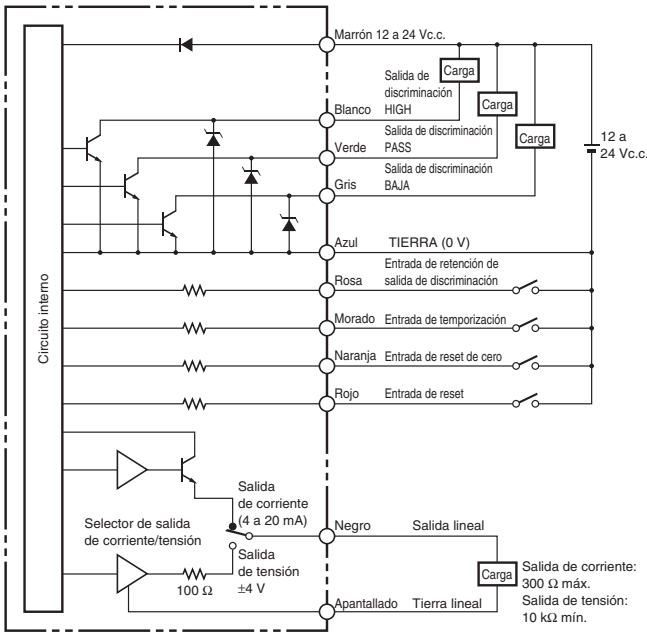 Marrón 12 a 24 Vc.c.
Carga
Salida de
discriminación
HIGH
Blanco
Carga
Salida de discriminación
PASS
Verde
Carga
12 a
24 Vc.c.
Salida de discriminación
BAJA
Gris
Azul TIERRA (0 V)
Entrada de retención de
salida de discriminación
Rosa
Morado Entrada de temporización
Naranja Entrada de reset de cero
Rojo Entrada de reset
Circuito interno
Salida
de corriente
(4 a 20 mA)
Selector de salida
de corriente/tensión
Negro Salida lineal
Salida
de tensión
±4 V
100 Ω
Carga
Salida de corriente:
300 Ω máx.
Salida de tensión:
10 kΩ mín.
Apantallado Tierra lineal